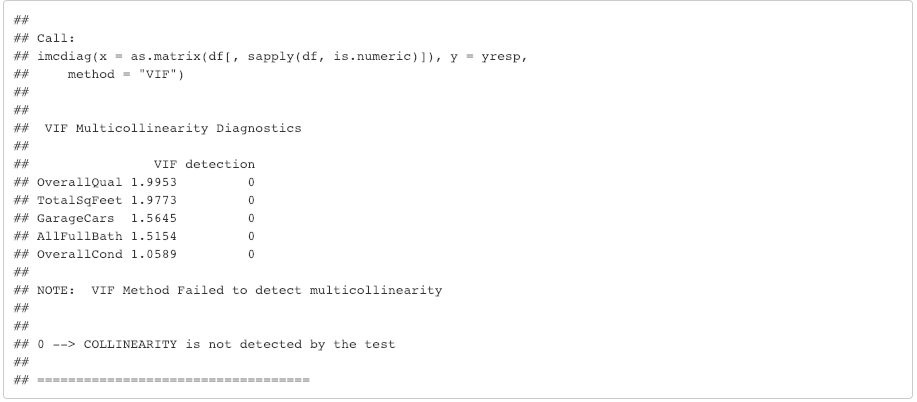 ##
## Call:
## imcdiag(x = as.matrix(df[, sapply(df, is.numeric)]), y = yresp,
##     method = "VIF")
##
##
##  VIF Multicollinearity Diagnostics
##
##                VIF detection
## OverallQual 1.9953         0
## TotalSqFeet 1.9773         0
## GarageCars  1.5645         0
## AllFullBath 1.5154         0
## OverallCond 1.0589         0
##
## NOTE:  VIF Method Failed to detect multicollinearity
##
##
## 0 --> COLLINEARITY is not detected by the test
##
## ===================================